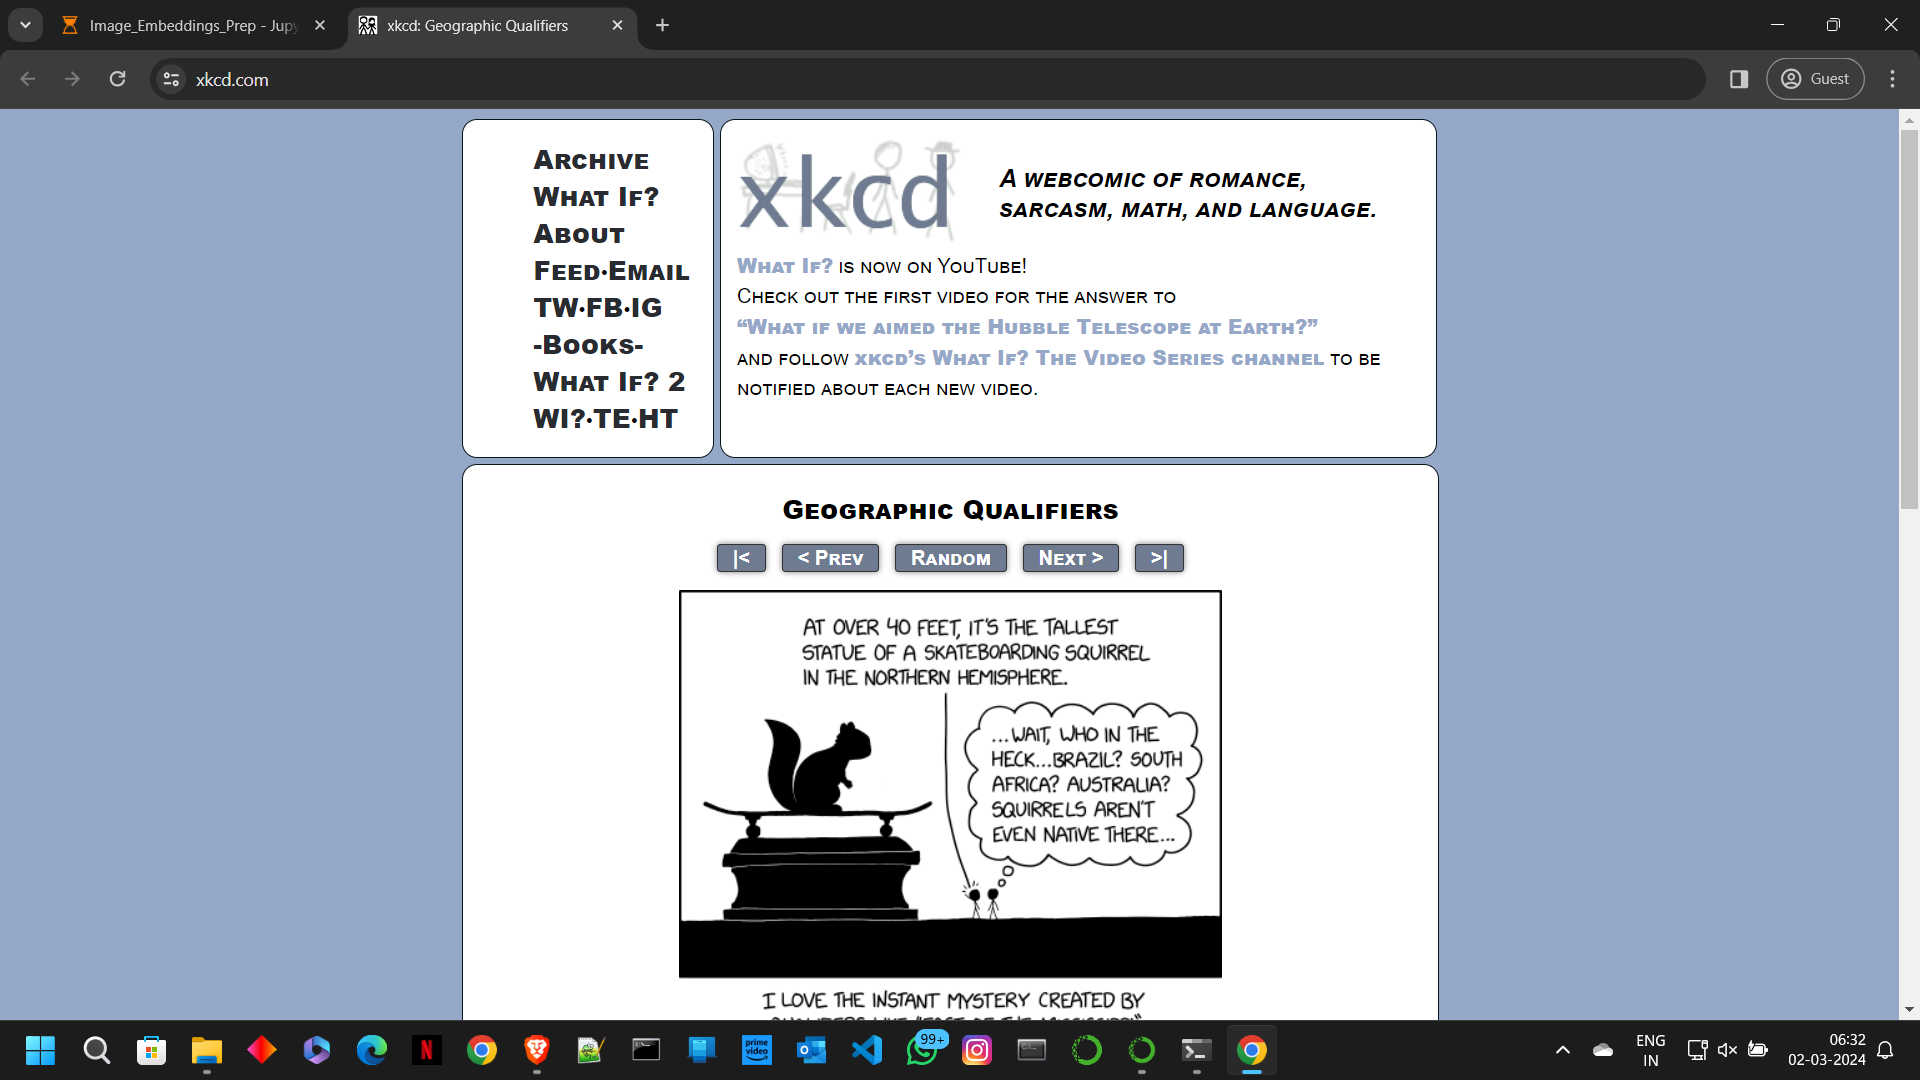 Image_Embeddings_Prep - Jupy
xkcd: Geographic Qualifiers
xkcd.com
Guest
ARCHIVE
WHAT IF?
ABOUT
FEED·EMAIL
TW·FB·IG
-BOOKS-
WHAT IF? 2
WI?·TE·HT
xkcd
A WEBCOMIC OF ROMANCE,
SARCASM, MATH, AND LANGUAGE.
WHAT IF? IS NOW ON YOUTUBE!
CHECK OUT THE FIRST VIDEO FOR THE ANSWER TO
“WHAT IF WE AIMED THE HUBBLE TELESCOPE AT EARTH?”
AND FOLLOW XKCD’S WHAT IF? THE VIDEO SERIES CHANNEL TO BE
NOTIFIED ABOUT EACH NEW VIDEO.
GEOGRAPHIC QUALIFIERS
|< < PREV RANDOM NEXT > >|
AT OVER 40 FEET, IT'S THE TALLEST
STATUE OF A SKATEBOARDING SQUIRREL
IN THE NORTHERN HEMISPHERE.
...WAIT, WHO IN THE
HECK...BRAZIL? SOUTH
AFRICA? AUSTRALIA?
SQUIRRELS AREN'T
EVEN NATIVE THERE...
I LOVE THE INSTANT MYSTERY CREATED BY
prime
video
99+
ENG
IN
06:32
02-03-2024